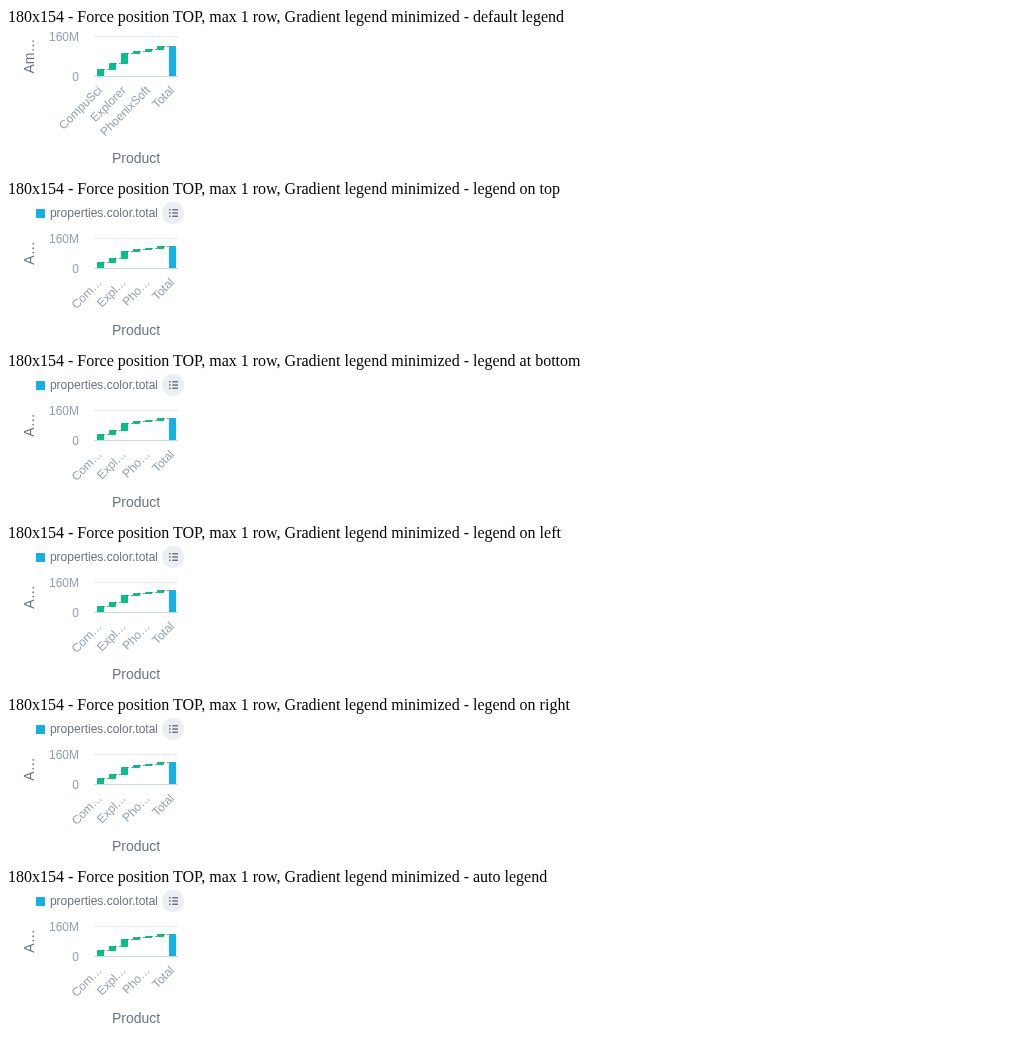 180x154 - Force position TOP, max 1 row, Gradient legend minimized - default legend
Am…
160M
0
CompuSci
Explorer
PhoenixSoft
Total
Product
180x154 - Force position TOP, max 1 row, Gradient legend minimized - legend on top
properties.color.total
A…
160M
0
Com…
Expl…
Pho…
Total
Product
180x154 - Force position TOP, max 1 row, Gradient legend minimized - legend at bottom
properties.color.total
A…
160M
0
Com…
Expl…
Pho…
Total
Product
180x154 - Force position TOP, max 1 row, Gradient legend minimized - legend on left
properties.color.total
A…
160M
0
Com…
Expl…
Pho…
Total
Product
180x154 - Force position TOP, max 1 row, Gradient legend minimized - legend on right
properties.color.total
A…
160M
0
Com…
Expl…
Pho…
Total
Product
180x154 - Force position TOP, max 1 row, Gradient legend minimized - auto legend
properties.color.total
A…
160M
0
Com…
Expl…
Pho…
Total
Product